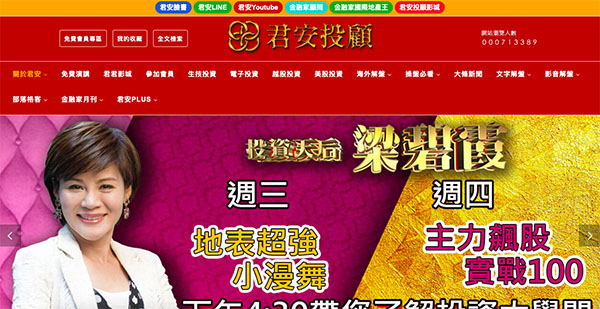 君安臉書 君安LINE 君安Youtube 金融家顧問 金融家國際地產王 君安投顧影城
免費會員專區 我的收藏 全文檢索
君安投顧
網站瀏覽人數
000713389
關於君安 免費演講 君君影城 參加會員 生技投資 電子投資 越股投資 美股投資 海外解盤 操盤必看 大條新聞 文字解盤 影音解盤
部落格客 金融家月刊 君安PLUS
投資天后 梁碧霞
週三
地表超強
小漫舞
週四
主力飆股
實戰100
下午4:30帶您了解投資大學問